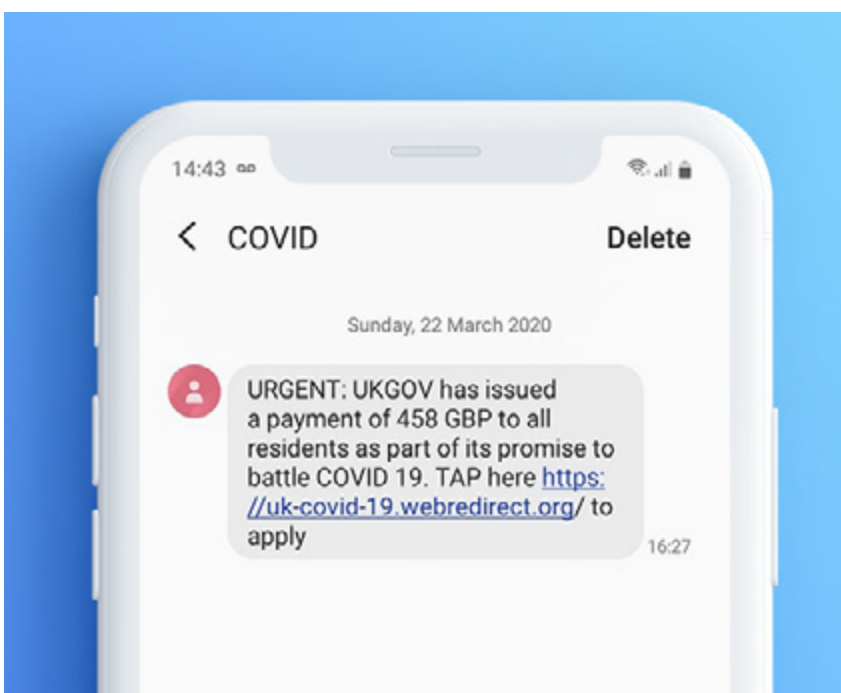 14:43
COVID
Delete
Sunday, 22 March 2020
URGENT: UKGOV has issued
a payment of 458 GBP to all
residents as part of its promise to
battle COVID 19. TAP here https:
//uk-covid-19.webredirect.org/ to
apply
16:27